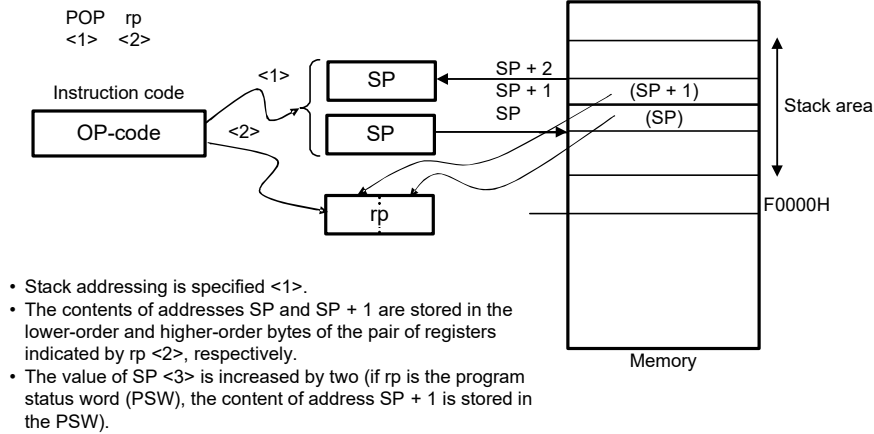 POP rp
<1> <2>
Instruction code
OP-code
<1>
<2>
SP
SP
rp
SP + 2
SP + 1
SP
(SP + 1)
(SP)
Stack area
F0000H
Memory
• Stack addressing is specified <1>.
• The contents of addresses SP and SP + 1 are stored in the
lower-order and higher-order bytes of the pair of registers
indicated by rp <2>, respectively.
• The value of SP <3> is increased by two (if rp is the program
status word (PSW), the content of address SP + 1 is stored in
the PSW).